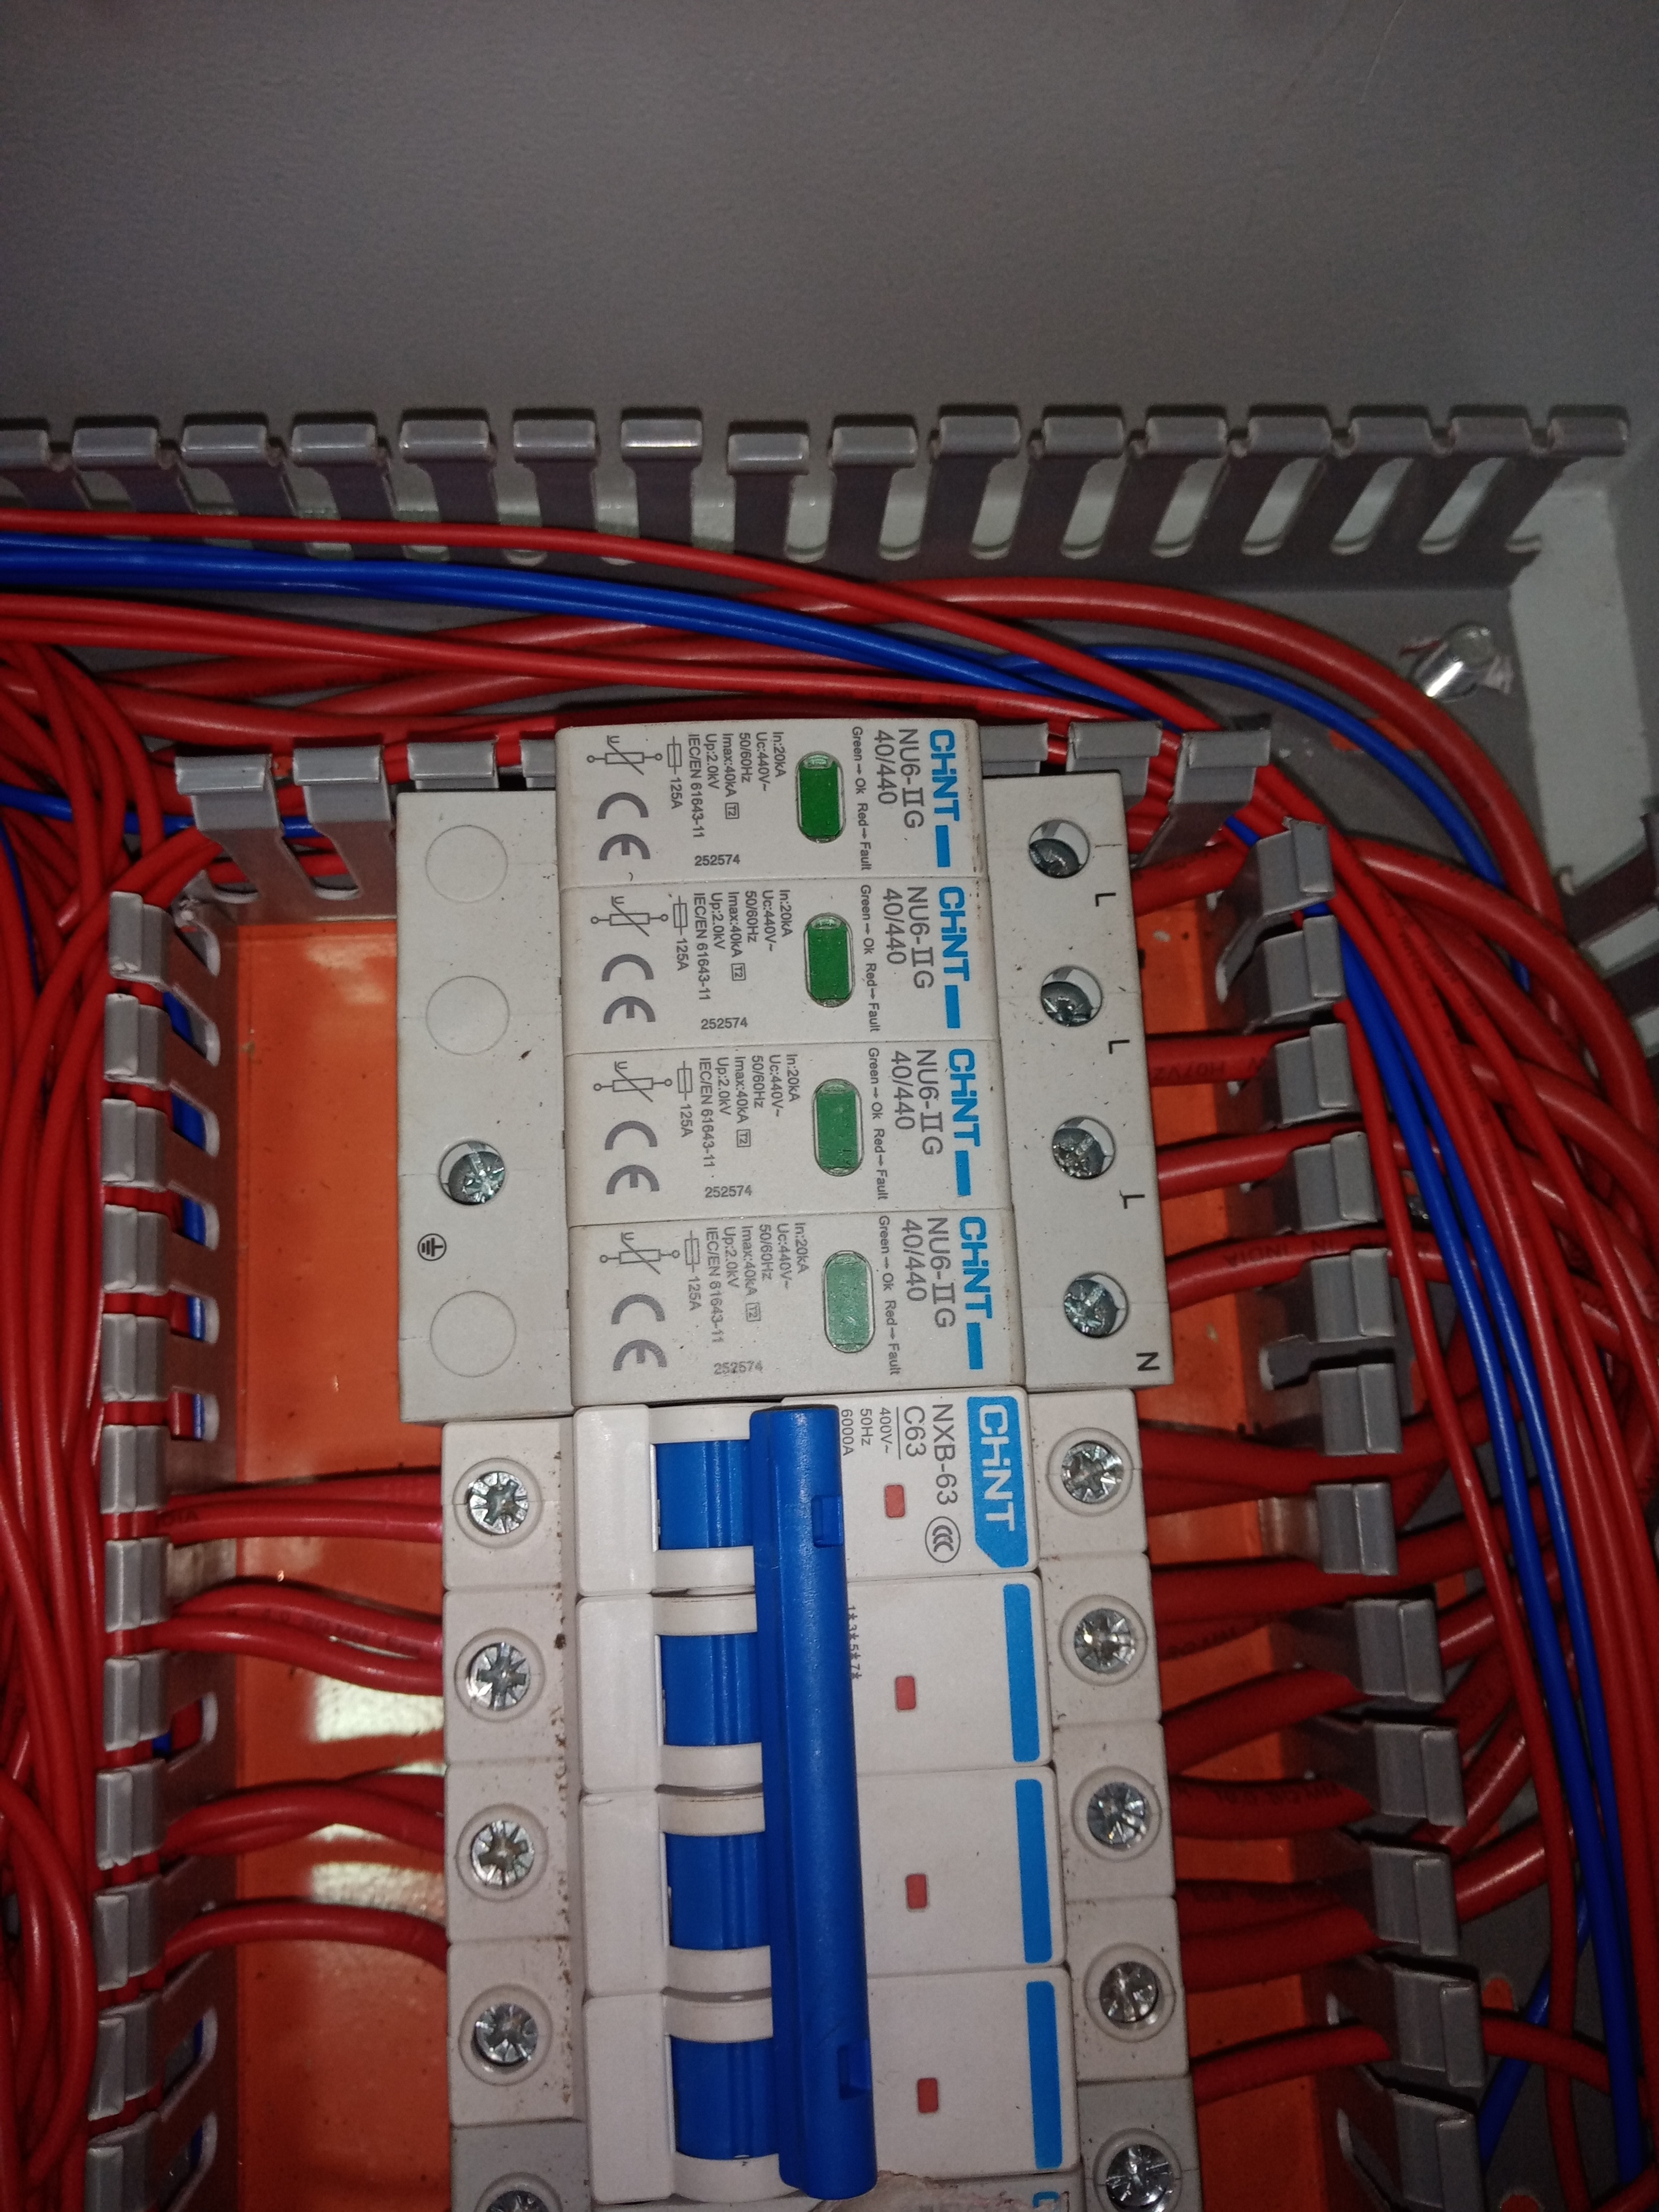 CHiNT
NU6-ⅡG
40/440
Green→Ok Red→Fault
In:20kA
Uc:440V~
50/60Hz
Imax:40kA T2
Up:2.0kV
IEC/EN 61643-11
125A
252574
U
CE
CHiNT
NU6-ⅡG
40/440
Green→Ok Red→Fault
In:20kA
Uc:440V~
50/60Hz
Imax:40kA T2
Up:2.0kV
IEC/EN 61643-11
125A
252574
U
CE
CHiNT
NU6-ⅡG
40/440
Green→Ok Red→Fault
In:20kA
Uc:440V~
50/60Hz
Imax:40kA T2
Up:2.0kV
IEC/EN 61643-11
125A
252574
U
CE
CHiNT
NU6-ⅡG
40/440
Green→Ok Red→Fault
In:20kA
Uc:440V~
50/60Hz
Imax:40kA T2
Up:2.0kV
IEC/EN 61643-11
125A
252574
U
CE
L
L
L
N
CHiNT
NXB-63 CCC
C63
400V~
50Hz
6000A
1*3*5*7*
H07VZ